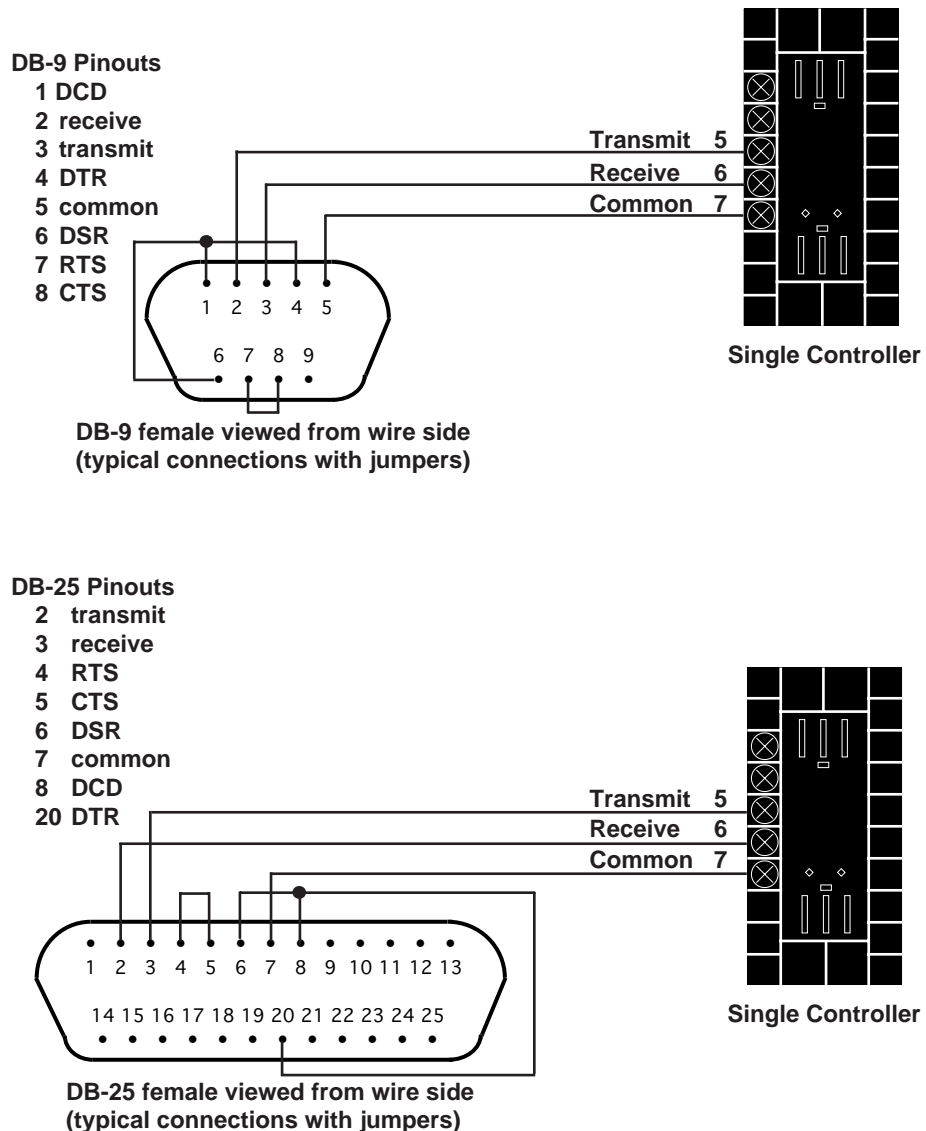 DB-9 Pinouts
1 DCD
2 receive
3 transmit
4 DTR
5 common
6 DSR
7 RTS
8 CTS
Transmit 5
Receive 6
Common 7
1 2 3 4 5
6 7 8 9
Single Controller
DB-9 female viewed from wire side
(typical connections with jumpers)
DB-25 Pinouts
2 transmit
3 receive
4 RTS
5 CTS
6 DSR
7 common
8 DCD
20 DTR
Transmit 5
Receive 6
Common 7
1 2 3 4 5 6 7 8 9 10 11 12 13
14 15 16 17 18 19 20 21 22 23 24 25
Single Controller
DB-25 female viewed from wire side
(typical connections with jumpers)